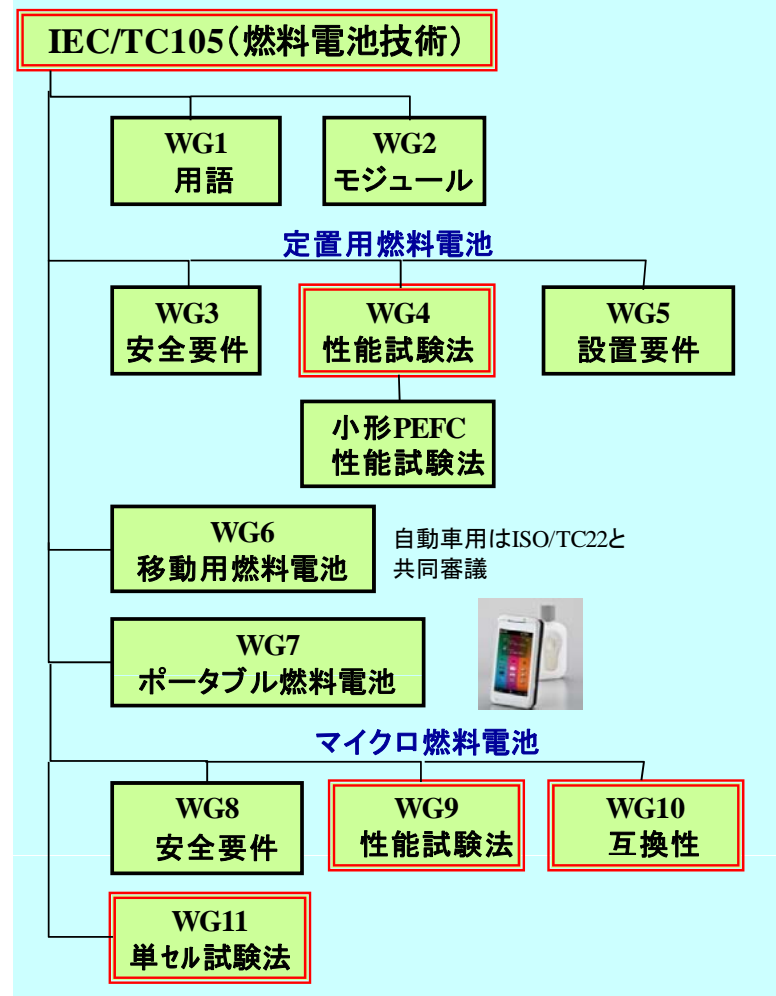 IEC/TC105(燃料電池技術)
WG1
用語
WG2
モジュール
定置用燃料電池
WG3
安全要件
WG4
性能試験法
WG5
設置要件
小形PEFC
性能試験法
WG6
移動用燃料電池
自動車用はISO/TC22と
共同審議
WG7
ポータブル燃料電池
マイクロ燃料電池
WG8
安全要件
WG9
性能試験法
WG10
互換性
WG11
単セル試験法